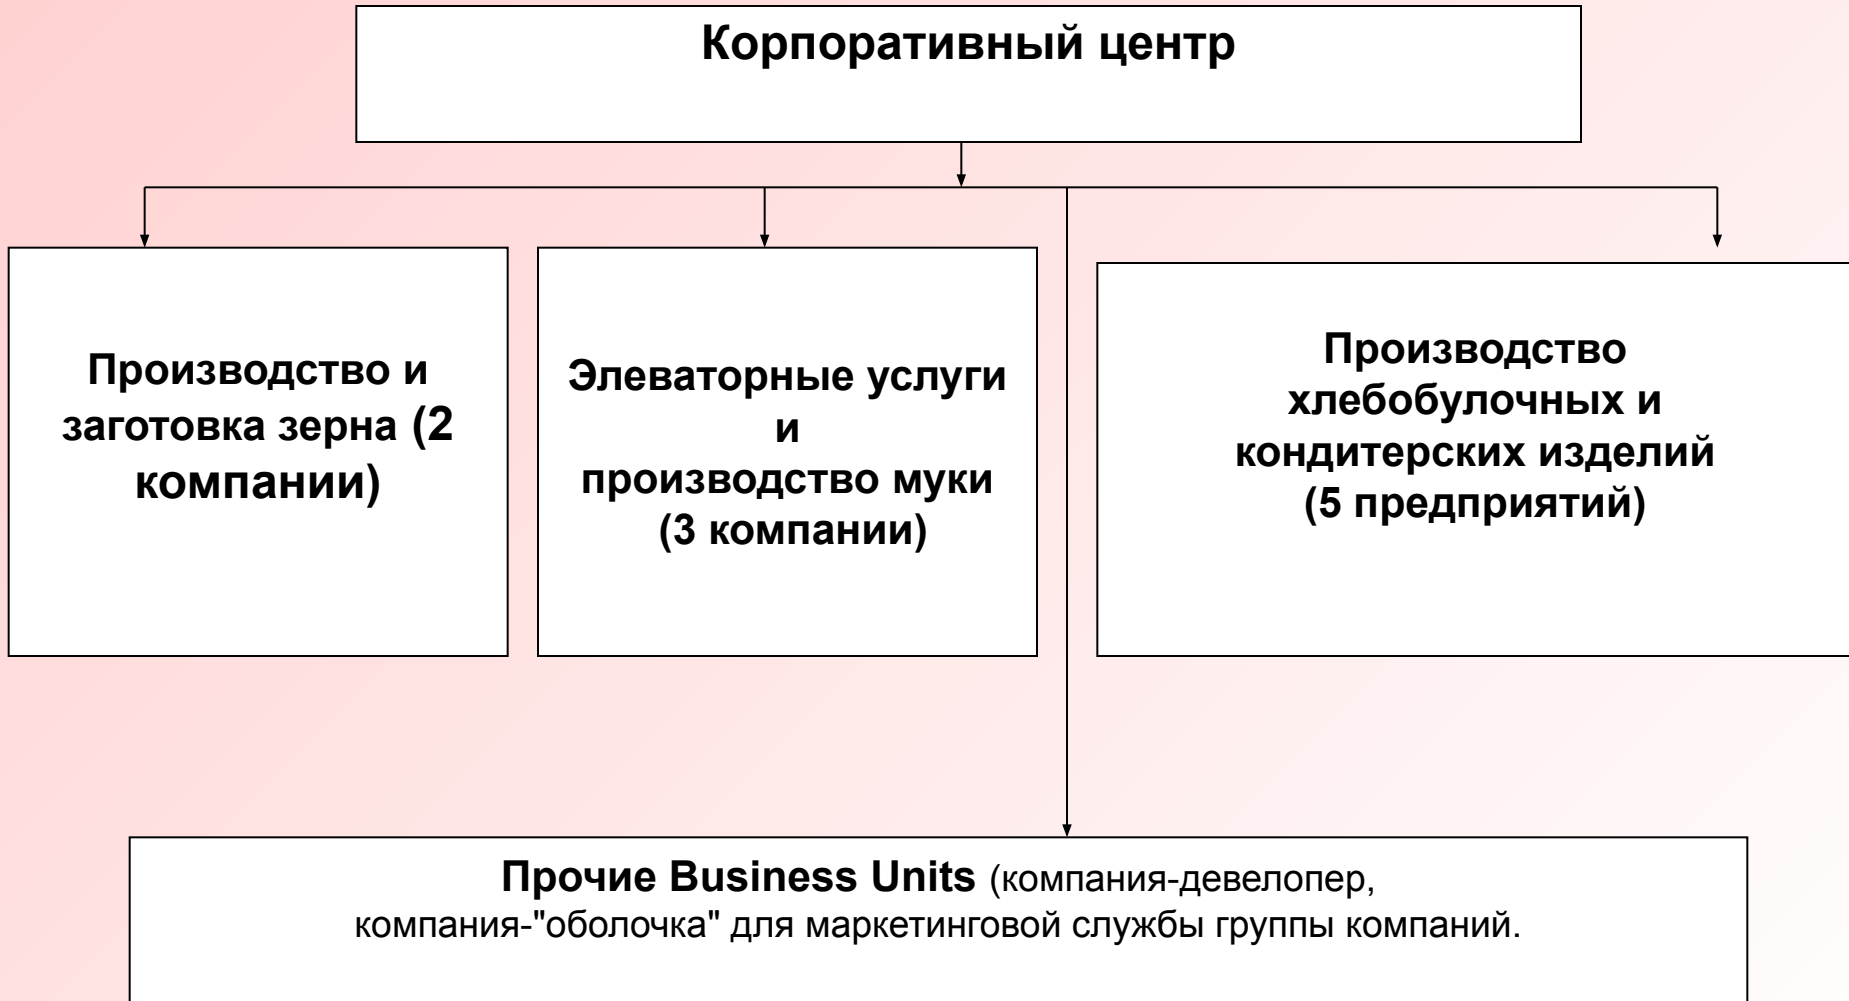 Корпоративный центр
Производство и
заготовка зерна (2
компании)
Элеваторные услуги
и
производство муки
(3 компании)
Производство
хлебобулочных и
кондитерских изделий
(5 предприятий)
Прочие Business Units (компания-девелопер,
компания-"оболочка" для маркетинговой службы группы компаний.